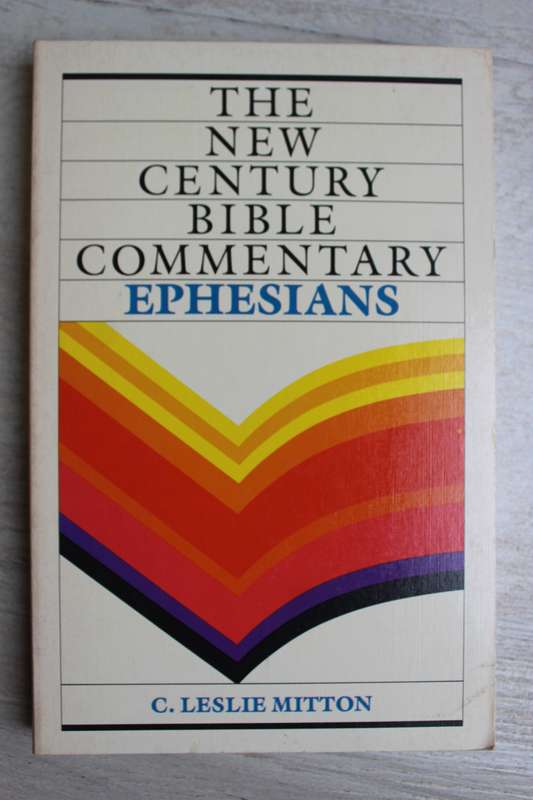 THE
NEW
CENTURY
BIBLE
COMMENTARY
EPHESIANS
C. LESLIE MITTON